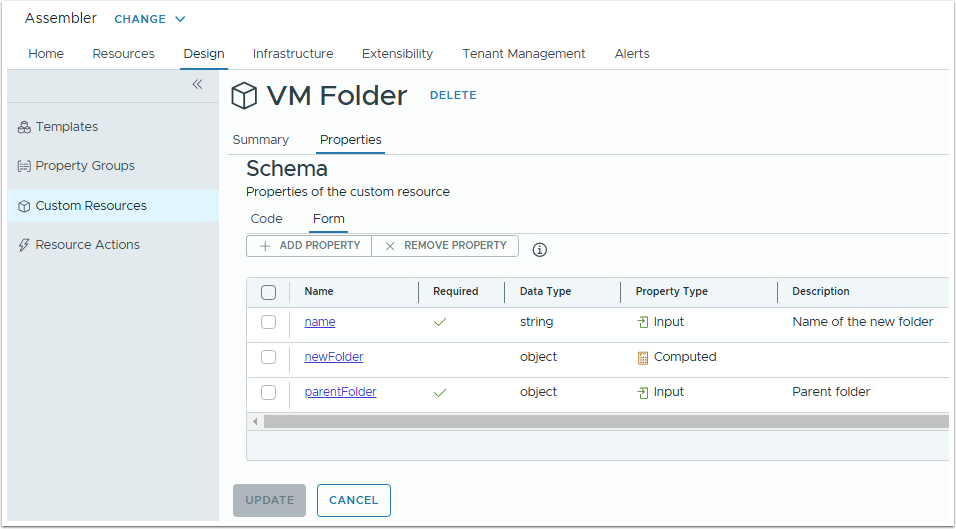 Assembler CHANGE
Home Resources Design Infrastructure Extensibility Tenant Management Alerts
VM Folder DELETE
Templates
Property Groups
Custom Resources
Resource Actions
Summary Properties
Schema
Properties of the custom resource
Code Form
ADD PROPERTY REMOVE PROPERTY
Name Required Data Type Property Type Description
name string Input Name of the new folder
newFolder object Computed
parentFolder object Input Parent folder
UPDATE CANCEL